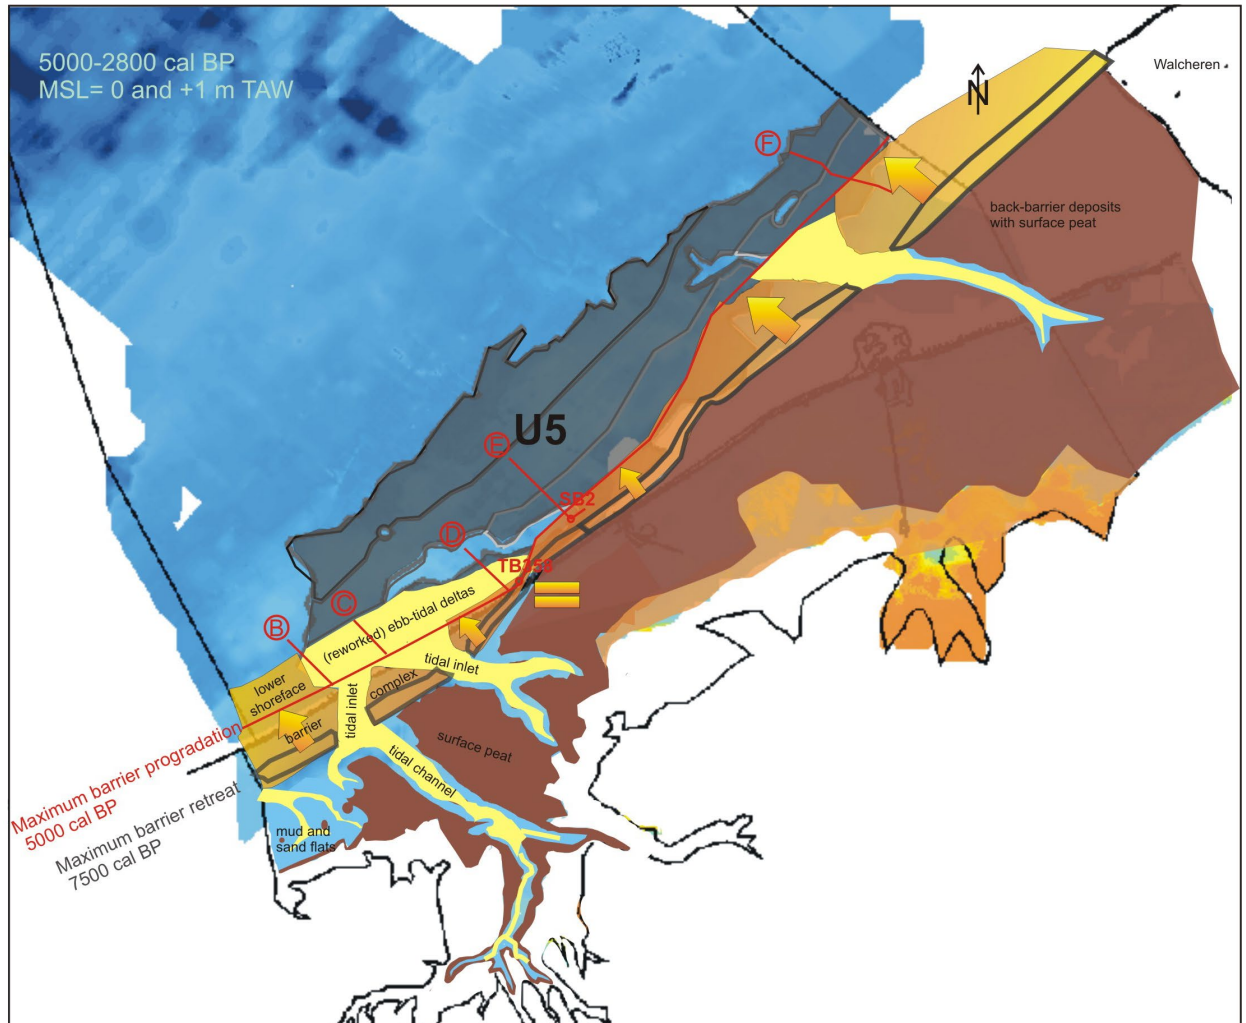 5000-2800 cal BP
MSL= 0 and +1 m TAW
N
Walcheren
F
back-barrier deposits
with surface peat
U5
E
SB2
D
TB358
C
B
(reworked) ebb-tidal deltas
lower
shoreface
tidal inlet
complex
tidal inlet
barrier
surface peat
tidal channel
Maximum barrier progradation
5000 cal BP
Maximum barrier retreat
7500 cal BP
mud and
sand flats